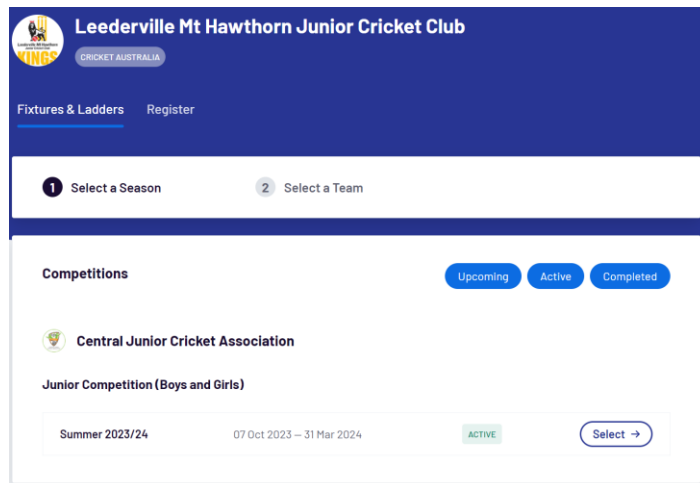 Leederville Mt Hawthorn Junior Cricket Club
KINGS
CRICKET AUSTRALIA
Fixtures & Ladders Register
1 Select a Season 2 Select a Team
Competitions Upcoming Active Completed
Central Junior Cricket Association
Junior Competition (Boys and Girls)
Summer 2023/24 07 Oct 2023 — 31 Mar 2024 ACTIVE Select →